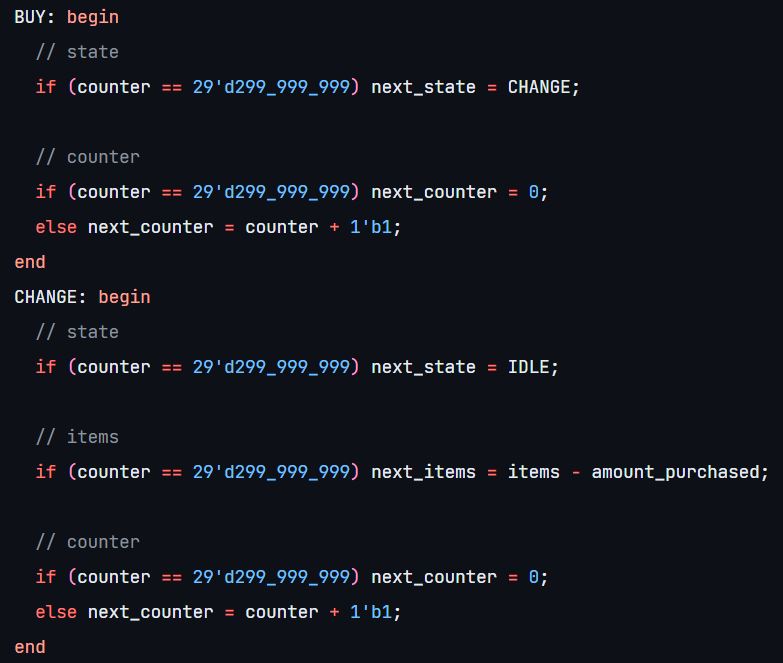 BUY: begin
// state
if (counter == 29'd299_999_999) next_state = CHANGE;
// counter
if (counter == 29'd299_999_999) next_counter = 0;
else next_counter = counter + 1'b1;
end
CHANGE: begin
// state
if (counter == 29'd299_999_999) next_state = IDLE;
// items
if (counter == 29'd299_999_999) next_items = items - amount_purchased;
// counter
if (counter == 29'd299_999_999) next_counter = 0;
else next_counter = counter + 1'b1;
end